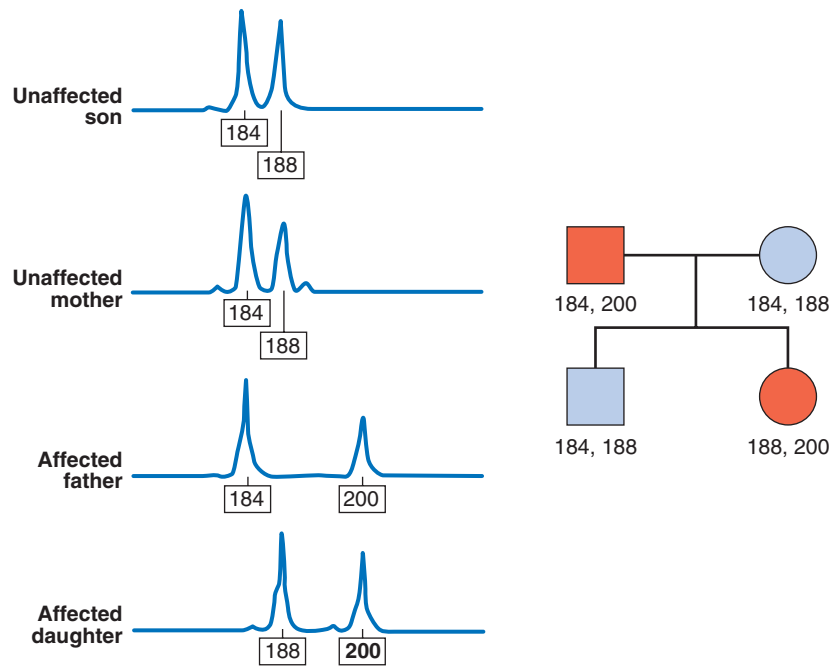 Unaffected
son
184
188
Unaffected
mother
184
188
Affected
father
184
200
Affected
daughter
188
200
184, 200
184, 188
184, 188
188, 200